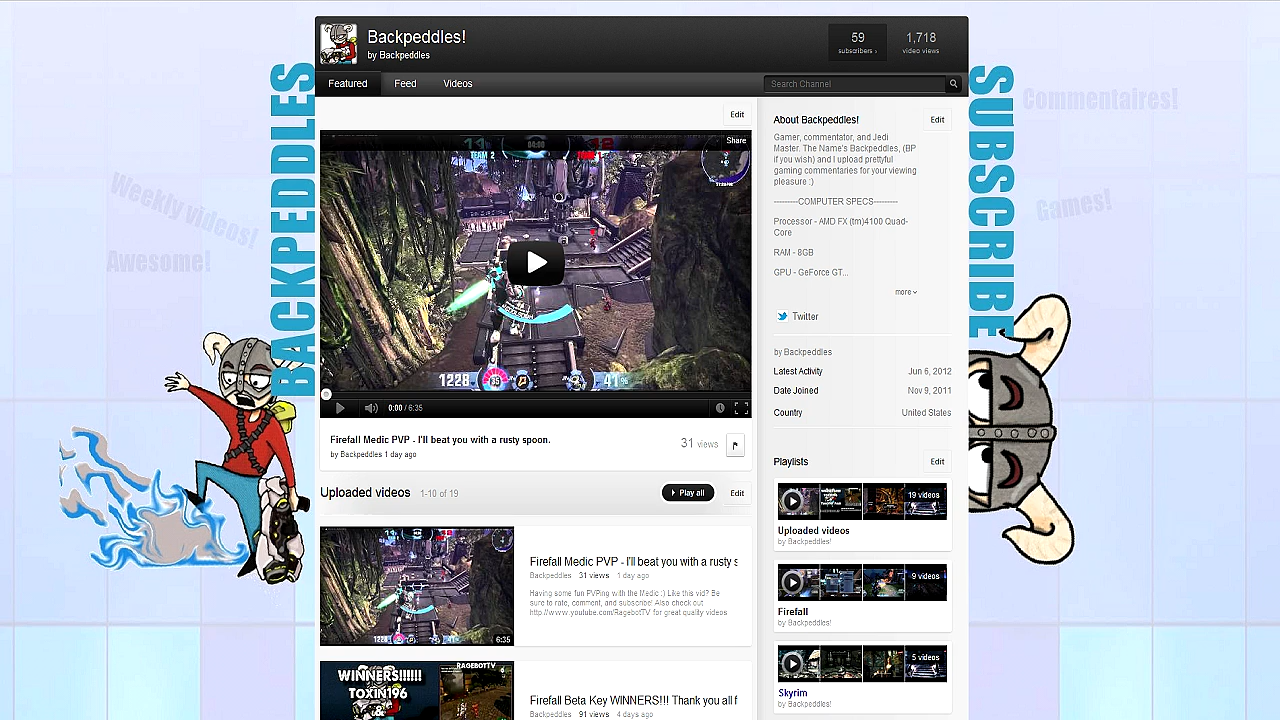 Backpeddles!
by Backpeddles
59
subscribers ›
1,718
video views
Featured
Feed
Videos
Search Channel
BACKPEDDLES
SUBSCRIBE
Weekly videos!
Awesome!
Commentaires!
Games!
Edit
Share
04:00
TEAM 2
1228
35
41%
0:00 / 6:35
Firefall Medic PVP - I'll beat you with a rusty spoon.
by Backpeddles 1 day ago
31 views
Uploaded videos 1-10 of 19
Play all
Edit
6:35
Firefall Medic PVP - I'll beat you with a rusty s
Backpeddles 31 views 1 day ago
Having some fun PVPing with the Medic :) Like this vid? Be
sure to rate, comment, and subscribe! Also check out
http://www.youtube.com/RagebotTV for great quality videos
RAGEBOTTV
WINNERS!!!!!!
TOXIN196
Firefall Beta Key WINNERS!!! Thank you all f
Backpeddles 91 views 4 days ago
About Backpeddles!
Edit
Gamer, commentator, and Jedi
Master. The Name's Backpeddles, (BP
if you wish) and I upload prettyful
gaming commentaries for your viewing
pleasure :)
---------COMPUTER SPECS---------
Processor - AMD FX (tm)4100 Quad-
Core
RAM - 8GB
GPU - GeForce GT...
more
Twitter
by Backpeddles
Latest Activity Jun 6, 2012
Date Joined Nov 9, 2011
Country United States
Playlists
Edit
19 videos
Uploaded videos
by Backpeddles!
9 videos
Firefall
by Backpeddles!
5 videos
Skyrim
by Backpeddles!